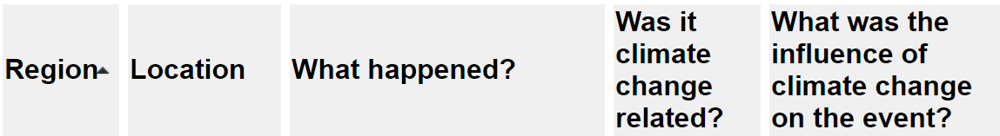 Region
Location
What happened?
Was it
climate
change
related?
What was the
influence of
climate change
on the event?